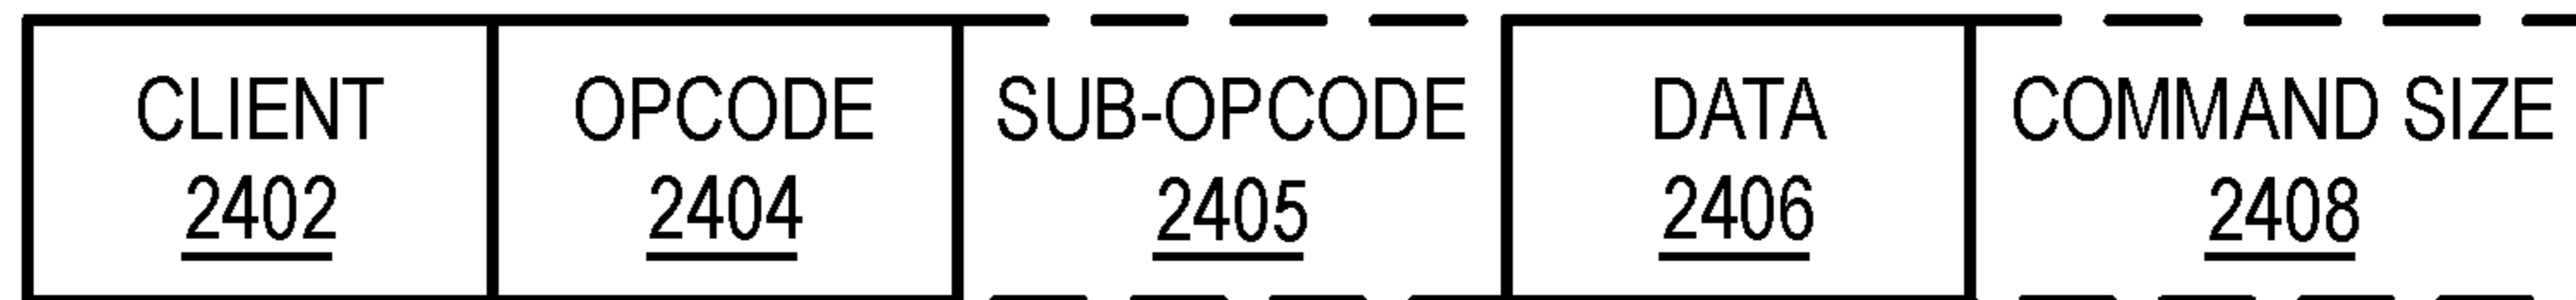 CLIENT
2402
OPCODE
2404
SUB-OPCODE
2405
DATA
2406
COMMAND SIZE
2408